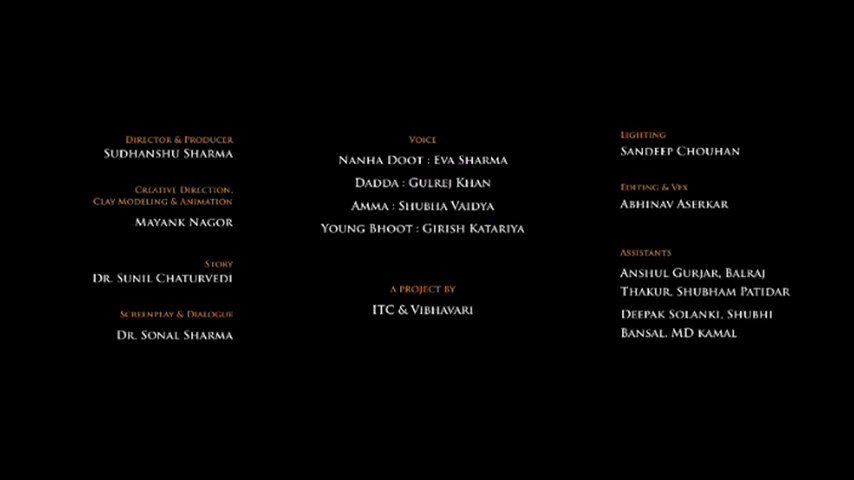 Director & Producer
Sudhanshu Sharma
Creative Direction,
Clay Modeling & Animation
Mayank Nagor
Story
Dr. Sunil Chaturvedi
Screenplay & Dialogue
Dr. Sonal Sharma
Voice
Nanha Doot : Eva Sharma
Dadda : Gulrej Khan
Amma : Shubha Vaidya
Young Bhoot : Girish Katariya
A project by
ITC & Vibhavari
Lighting
Sandeep Chouhan
Editing & Vfx
Abhinav Aserkar
Assistants
Anshul Gurjar, Balraj
Thakur, Shubham Patidar
Deepak Solanki, Shubhi
Bansal, MD kamal